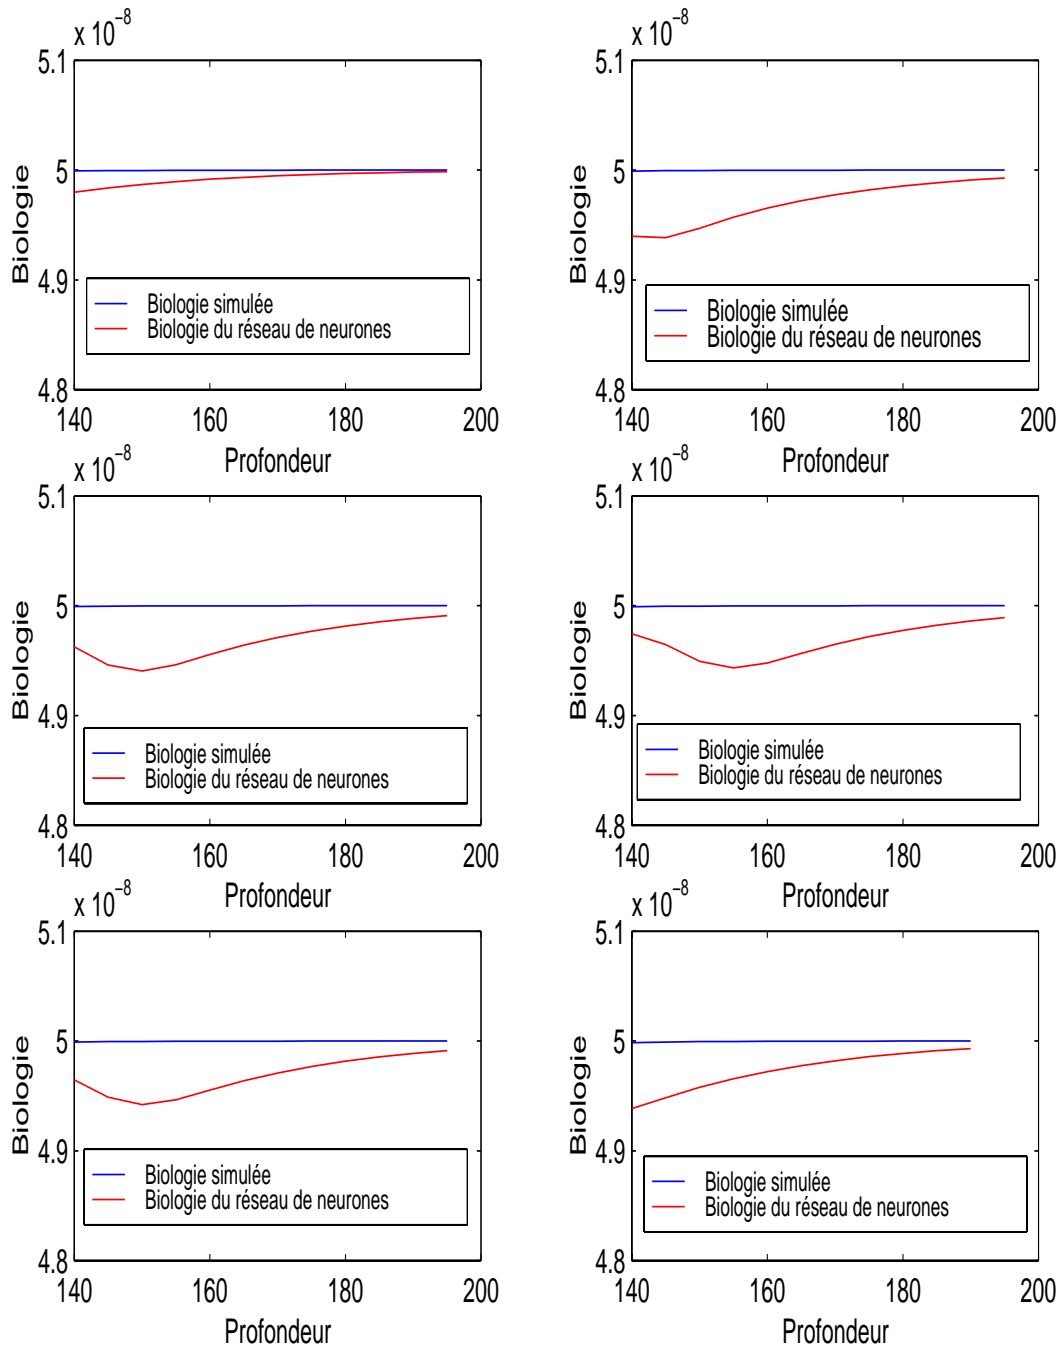 x 10⁻⁸
5.1
5
4.9
4.8
Biologie
Biologie simulée
Biologie du réseau de neurones
140 160 180 200
Profondeur
x 10⁻⁸
5.1
5
4.9
4.8
Biologie
Biologie simulée
Biologie du réseau de neurones
140 160 180 200
Profondeur
x 10⁻⁸
5.1
5
4.9
4.8
Biologie
Biologie simulée
Biologie du réseau de neurones
140 160 180 200
Profondeur
x 10⁻⁸
5.1
5
4.9
4.8
Biologie
Biologie simulée
Biologie du réseau de neurones
140 160 180 200
Profondeur
x 10⁻⁸
5.1
5
4.9
4.8
Biologie
Biologie simulée
Biologie du réseau de neurones
140 160 180 200
Profondeur
x 10⁻⁸
5.1
5
4.9
4.8
Biologie
Biologie simulée
Biologie du réseau de neurones
140 160 180 200
Profondeur